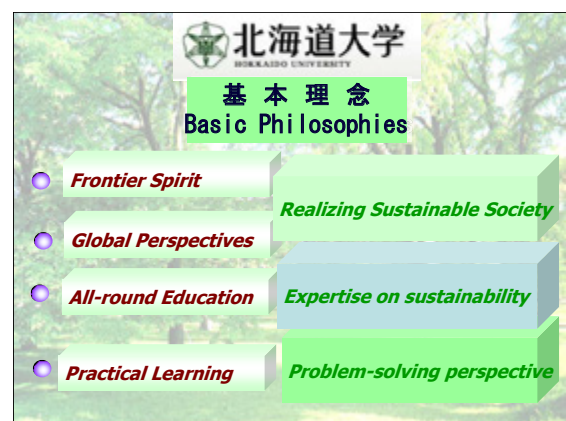 北海道大学
HOKKAIDO UNIVERSITY
基本理念
Basic Philosophies
Frontier Spirit
Realizing Sustainable Society
Global Perspectives
All-round Education
Expertise on sustainability
Practical Learning
Problem-solving perspective